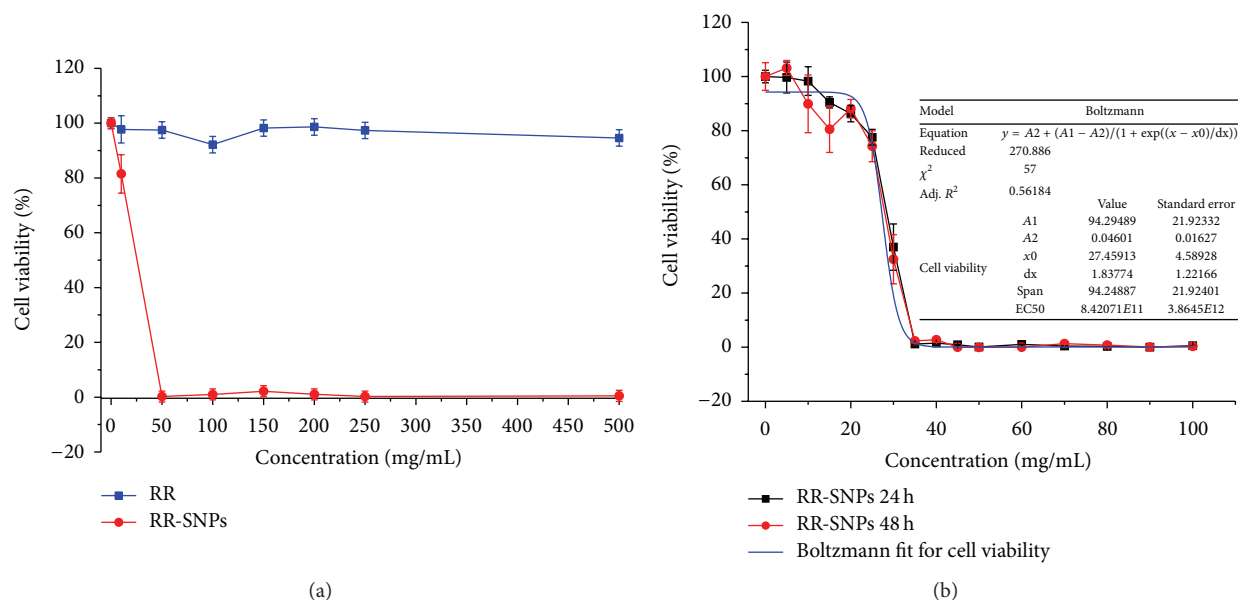 120
100
80
60
40
20
0
−20
Cell viability (%)
0 50 100 150 200 250 300 350 400 450 500
Concentration (mg/mL)
RR
RR-SNPs
(a)
120
100
80
60
40
20
0
−20
Cell viability (%)
Model Boltzmann
Equation y = A2 + (A1 − A2)/(1 + exp((x − x0)/dx))
Reduced 270.886
χ² 57
Adj. R² 0.56184
Value Standard error
A1 94.29489 21.92332
A2 0.04601 0.01627
x0 27.45913 4.58928
Cell viability
dx 1.83774 1.22166
Span 94.24887 21.92401
EC50 8.42071E11 3.8645E12
0 20 40 60 80 100
Concentration (mg/mL)
RR-SNPs 24 h
RR-SNPs 48 h
Boltzmann fit for cell viability
(b)